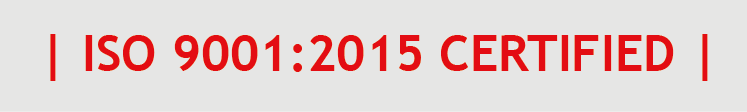 | ISO 9001:2015 CERTIFIED |